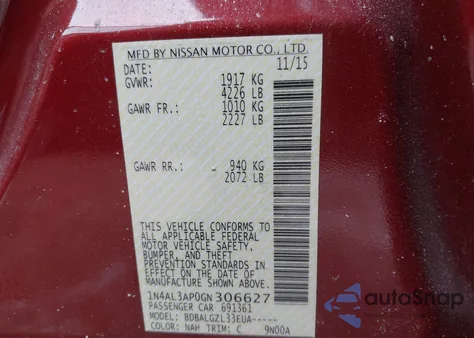 MFD BY NISSAN MOTOR CO., LTD.
DATE: 11/15
GVWR: 1917 KG
4226 LB
GAWR FR.: 1010 KG
2227 LB
GAWR RR.: 940 KG
2072 LB
THIS VEHICLE CONFORMS TO
ALL APPLICABLE FEDERAL
MOTOR VEHICLE SAFETY,
BUMPER, AND THEFT
PREVENTION STANDARDS IN
EFFECT ON THE DATE OF
MANUFACTURE SHOWN ABOVE.
1N4AL3AP0GN306627
PASSENGER CAR 691361
MODEL: BDBALGZL33EUA-----
COLOR: NAH TRIM: C 9N00A
autoSnap